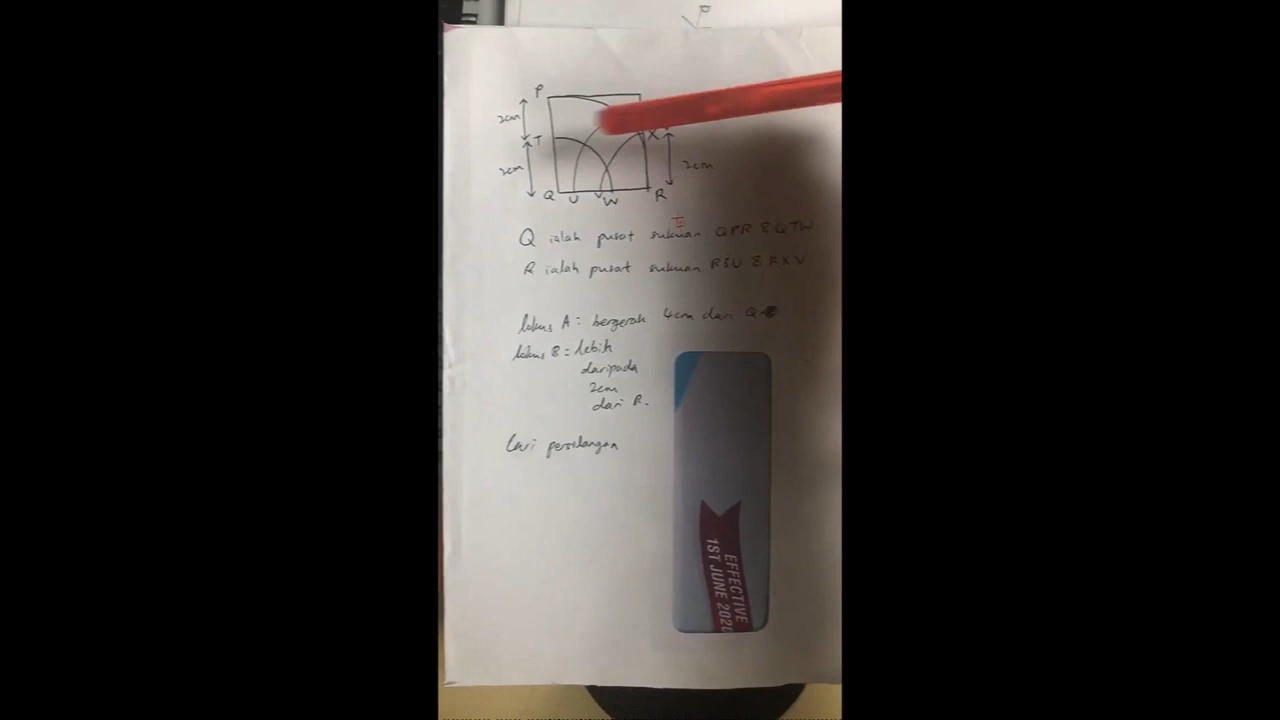 P
2cm
T
X
2cm
2cm
Q
U
W
R
Q ialah pusat sukuan QPR & QTW
R ialah pusat sukuan RSU & RXV
lokus A = bergerak 4cm dari Q
lokus B = lebih
daripada
2cm
dari R.
Cari persilangan
EFFECTIVE
1ST JUNE 2020